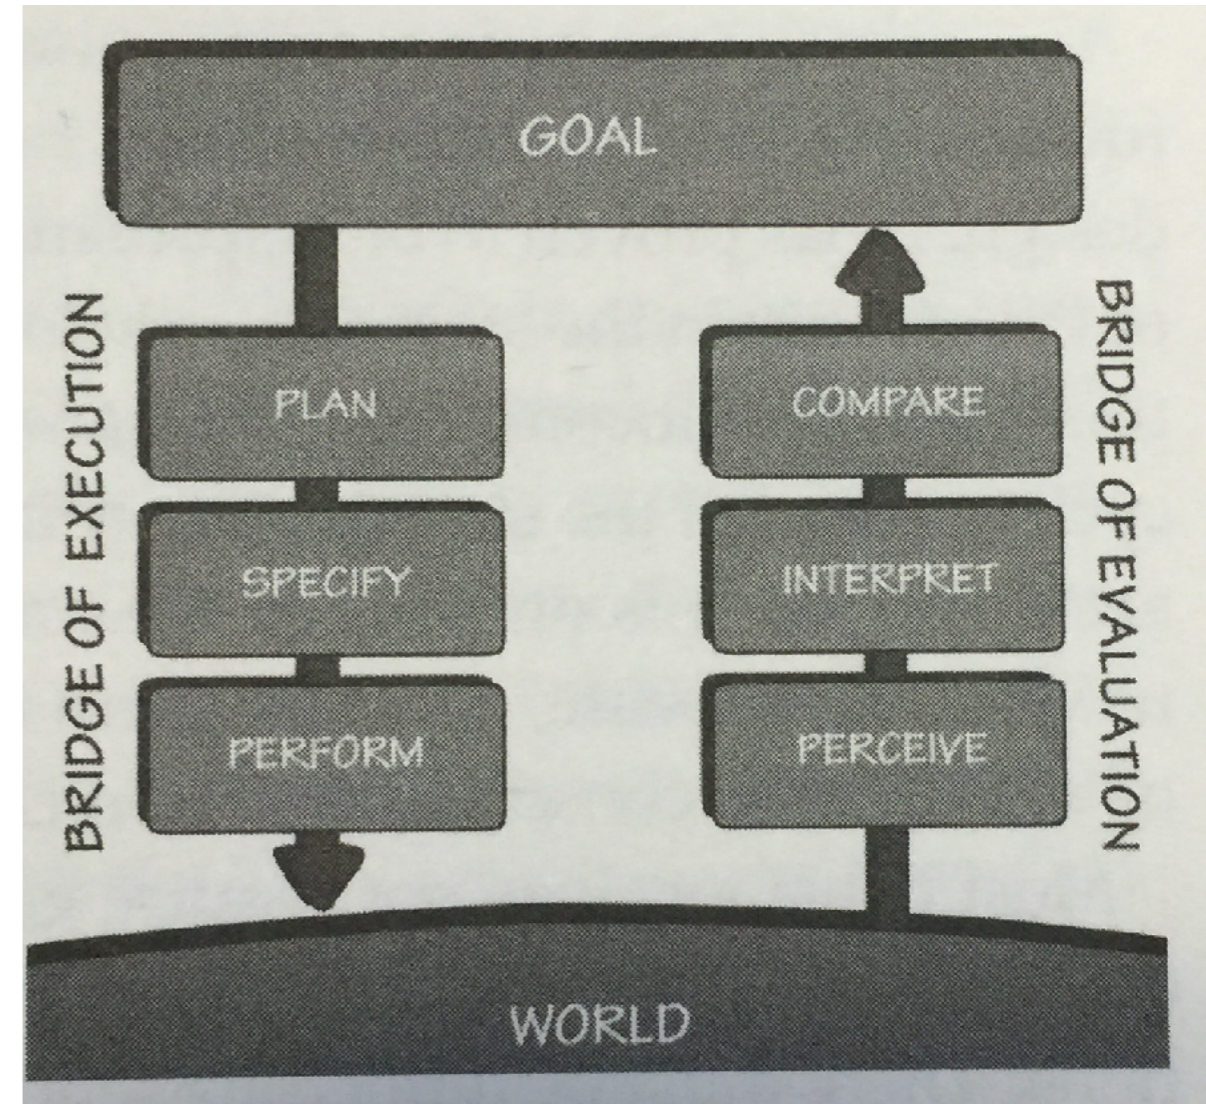 GOAL
BRIDGE OF EXECUTION
PLAN
SPECIFY
PERFORM
COMPARE
INTERPRET
PERCEIVE
BRIDGE OF EVALUATION
WORLD